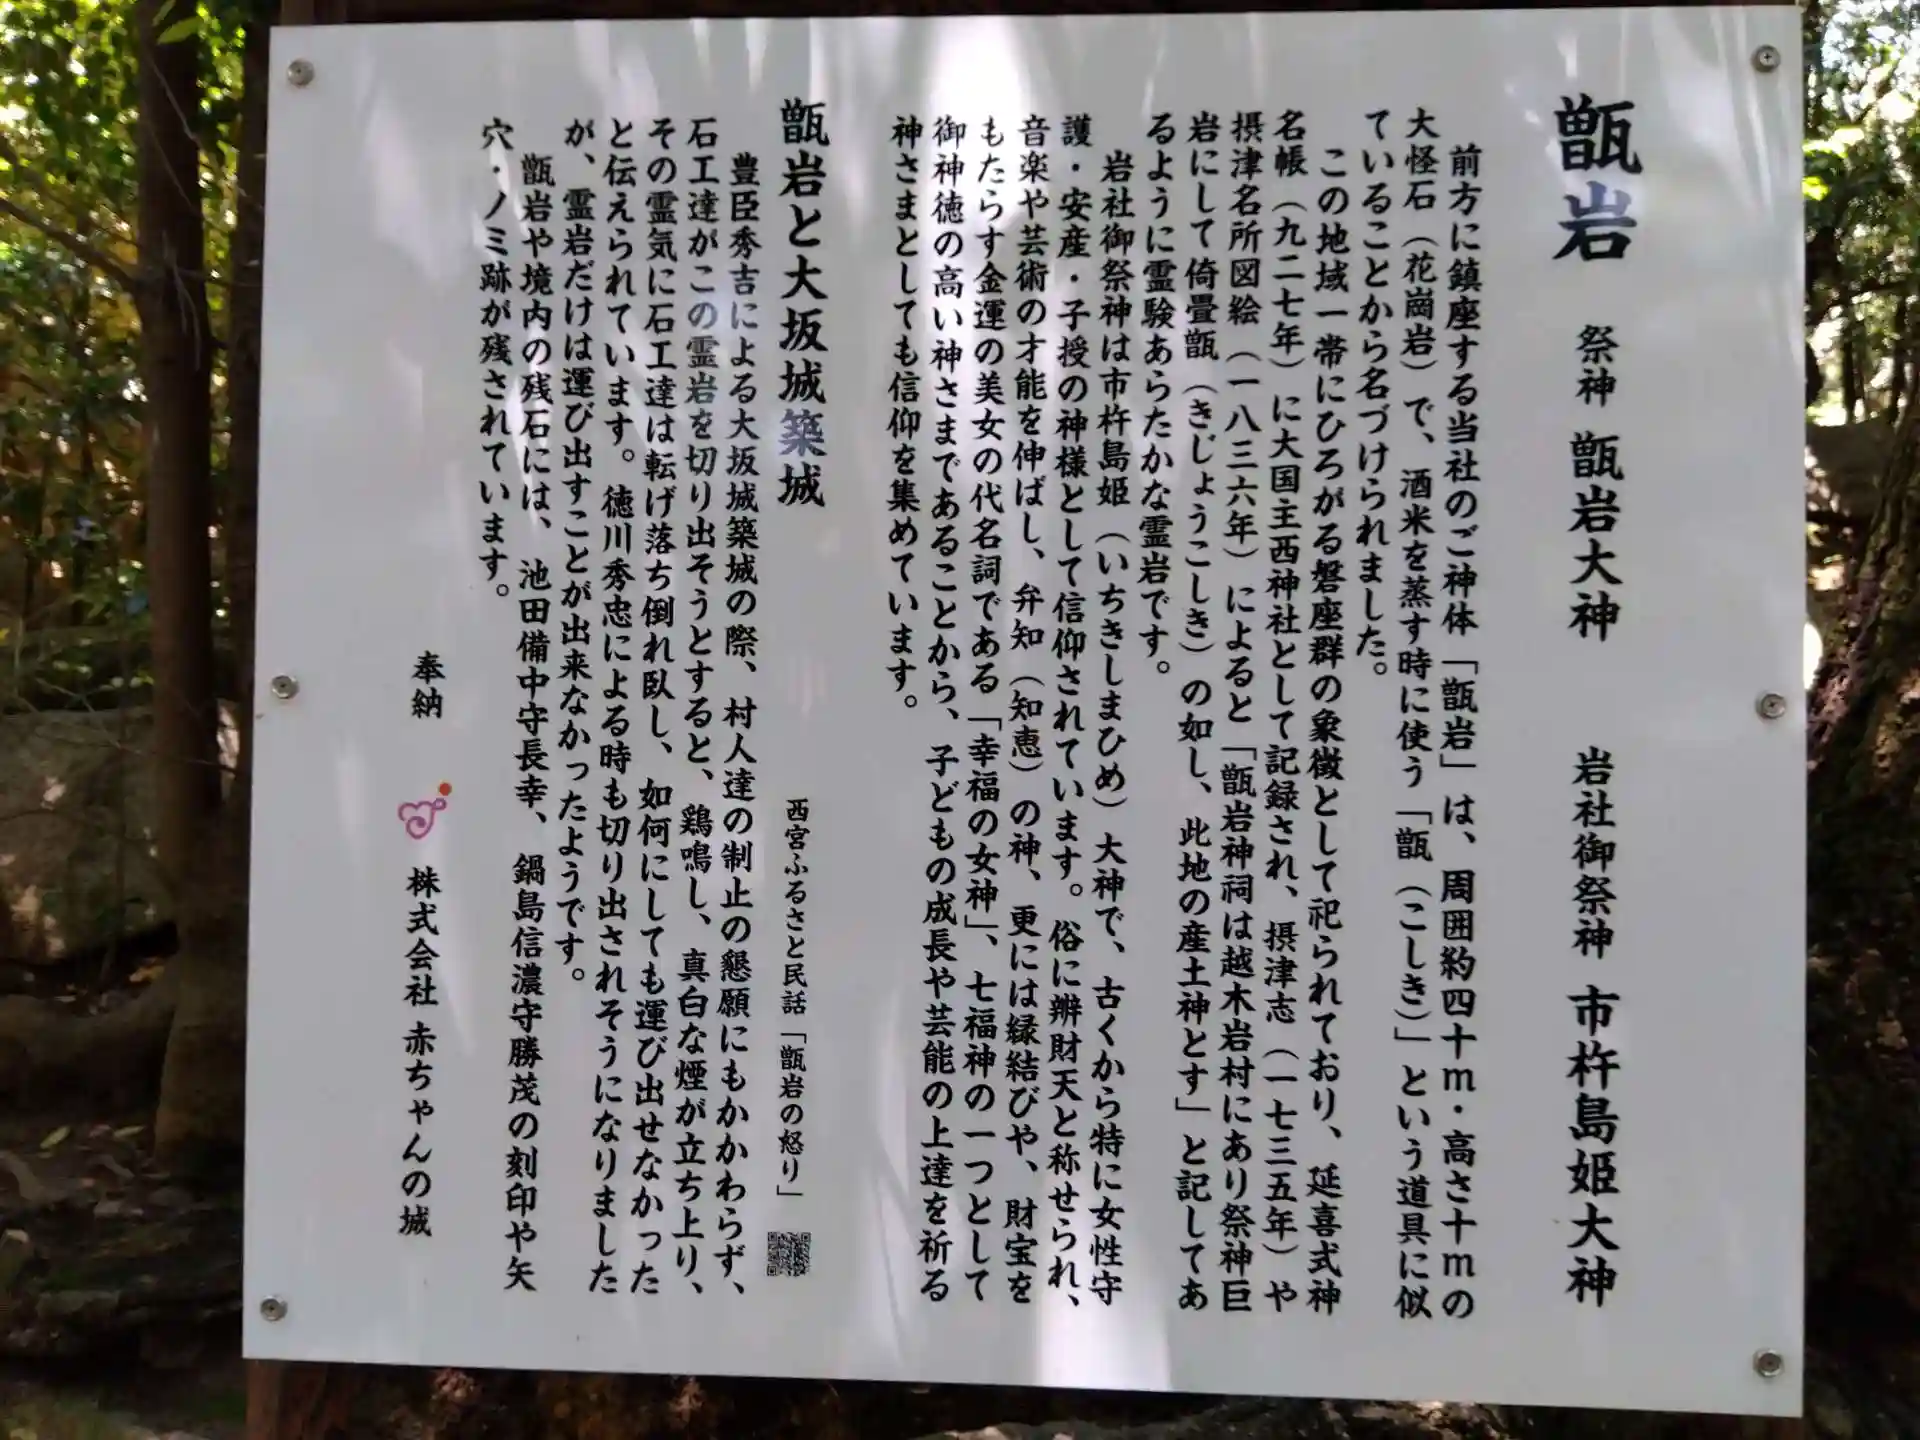 甑岩　祭神 甑岩大神　岩社御祭神 市杵島姫大神
前方に鎮座する当社のご神体「甑岩」は、周囲約四十m・高さ十mの
大怪石（花崗岩）で、酒米を蒸す時に使う「甑（こしき）」という道具に似
ていることから名づけられました。
この地域一帯にひろがる磐座群の象徴として祀られており、延喜式神
名帳（九二七年）に大国主西神社として記録され、摂津志（一七三五年）や
摂津名所図絵（一八三六年）によると「甑岩神祠は越木岩村にあり祭神巨
岩にして倚畳甑（きじょうこしき）の如し、此地の産土神とす」と記してあ
るように霊験あらたかな霊岩です。
岩社御祭神は市杵島姫（いちきしまひめ）大神で、古くから特に女性守
護・安産・子授の神様として信仰されています。俗に辨財天と称せられ、
音楽や芸術の才能を伸ばし、弁知（知恵）の神、更には縁結びや、財宝を
もたらす金運の美女の代名詞である「幸福の女神」、七福神の一つとして
御神徳の高い神さまであることから、子どもの成長や芸能の上達を祈る
神さまとしても信仰を集めています。
甑岩と大坂城築城　西宮ふるさと民話「甑岩の怒り」
豊臣秀吉による大坂城築城の際、村人達の制止の懇願にもかかわらず、
石工達がこの霊岩を切り出そうとすると、鶏鳴し、真白な煙が立ち上り、
その霊気に石工達は転げ落ち倒れ臥し、如何にしても運び出せなかった
と伝えられています。徳川秀忠による時も切り出されそうになりました
が、霊岩だけは運び出すことが出来なかったようです。
甑岩や境内の残石には、池田備中守長幸、鍋島信濃守勝茂の刻印や矢
穴・ノミ跡が残されています。
奉納　株式会社 赤ちゃんの城